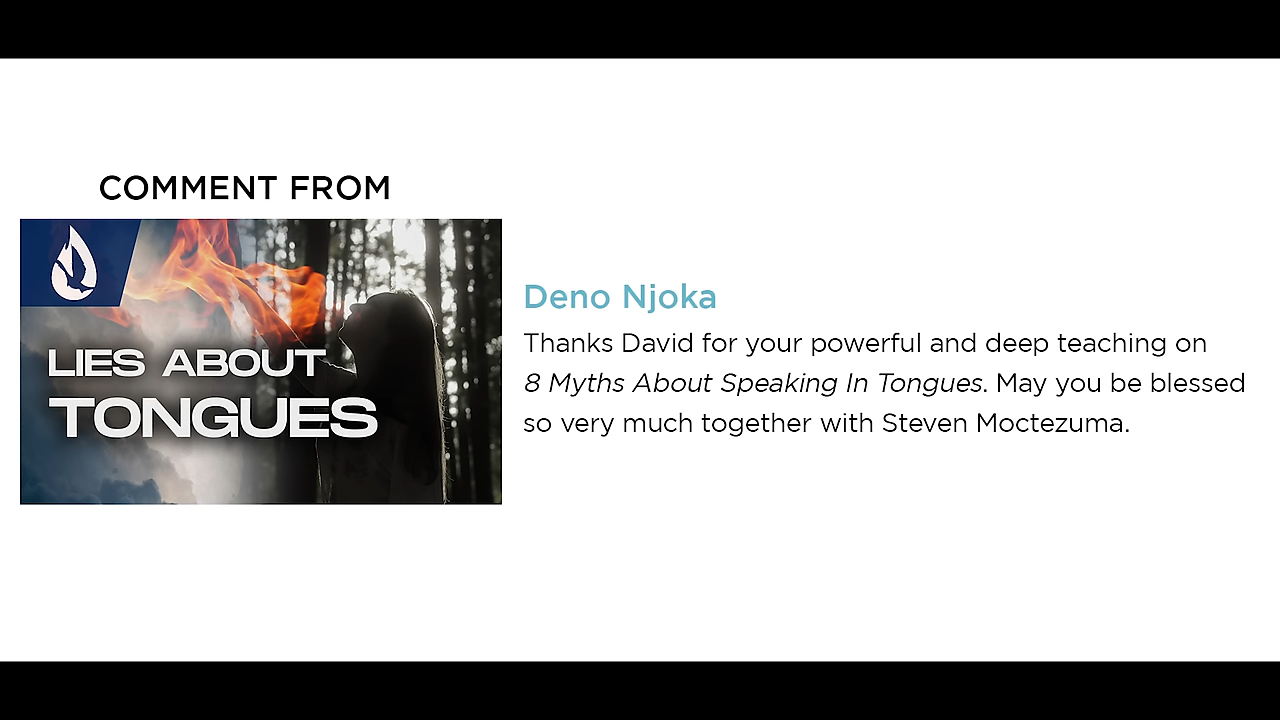 COMMENT FROM
LIES ABOUT
TONGUES
Deno Njoka
Thanks David for your powerful and deep teaching on
8 Myths About Speaking In Tongues. May you be blessed
so very much together with Steven Moctezuma.